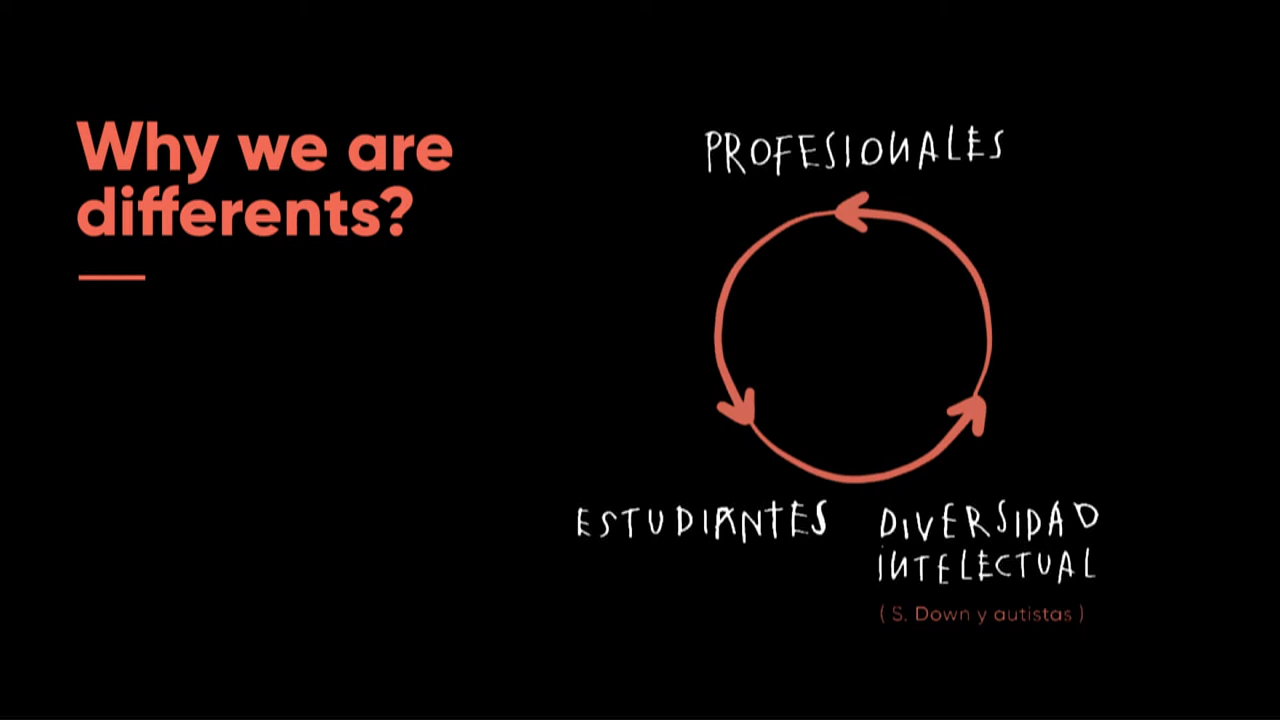 Why we are
differents?
PROFESIONALES
ESTUDIANTES
DIVERSIDAD
INTELECTUAL
( S. Down y autistas )